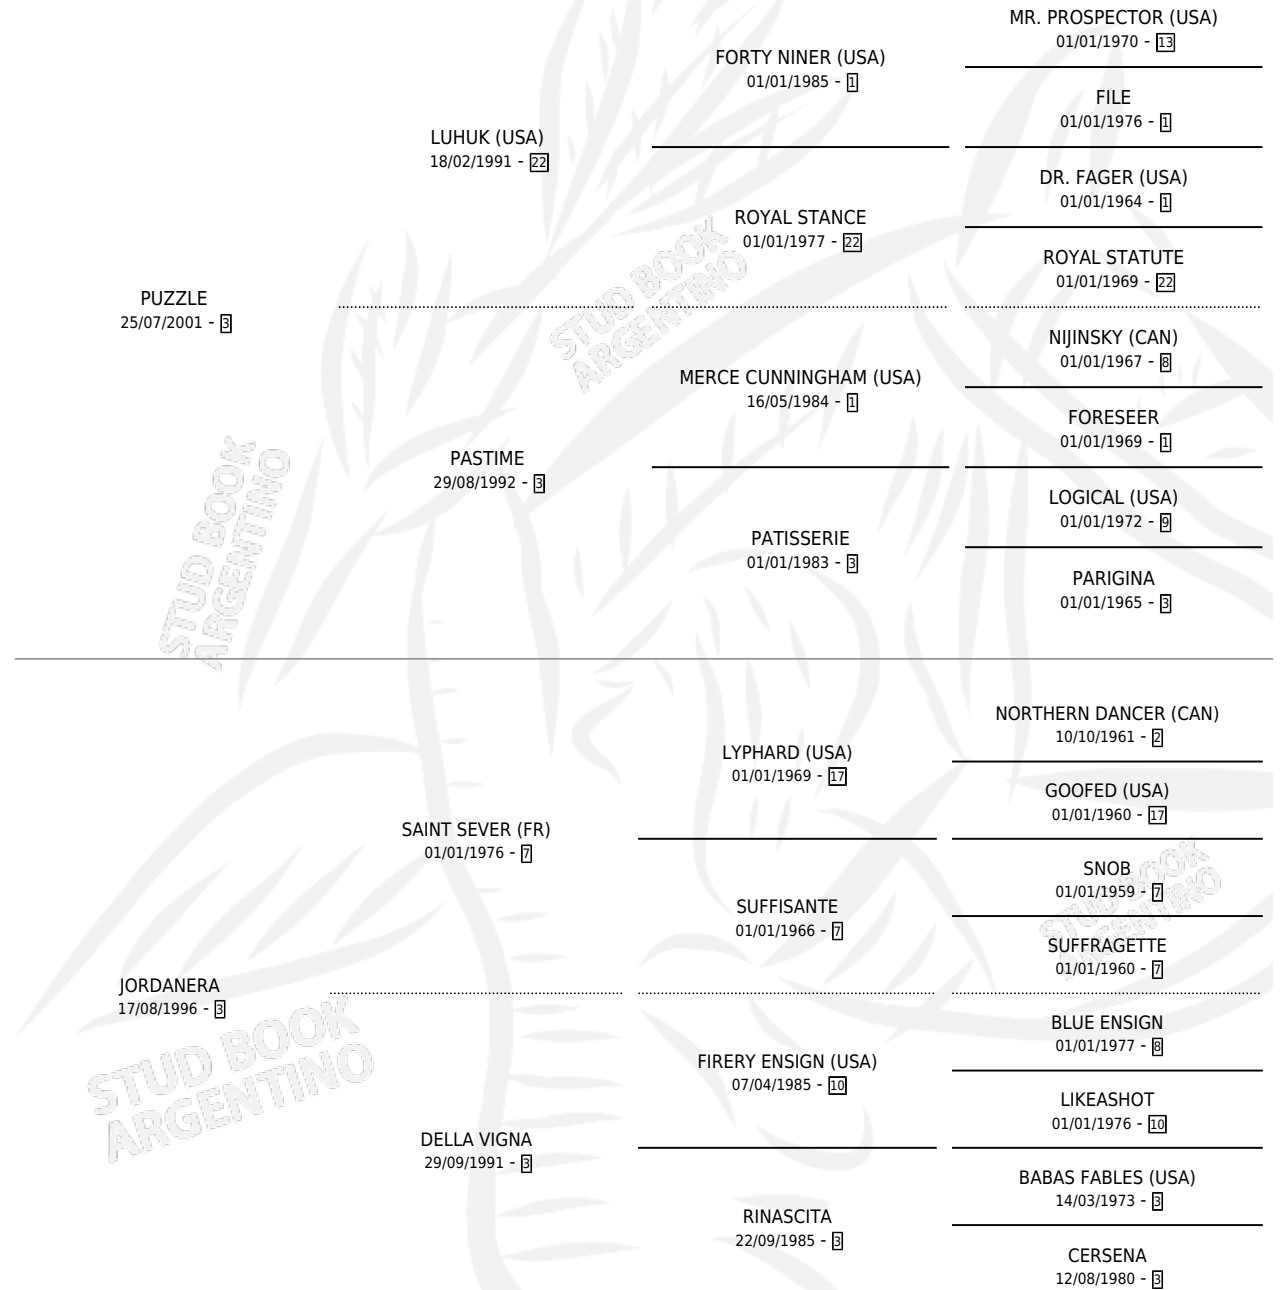 MR. PROSPECTOR (USA)
01/01/1970 - 13
FORTY NINER (USA)
01/01/1985 - 1
FILE
01/01/1976 - 1
LUHUK (USA)
18/02/1991 - 22
DR. FAGER (USA)
01/01/1964 - 1
ROYAL STANCE
01/01/1977 - 22
ROYAL STATUTE
01/01/1969 - 22
PUZZLE
25/07/2001 - 3
NIJINSKY (CAN)
01/01/1967 - 8
MERCE CUNNINGHAM (USA)
16/05/1984 - 1
FORESEER
01/01/1969 - 1
PASTIME
29/08/1992 - 3
LOGICAL (USA)
01/01/1972 - 9
PATISSERIE
01/01/1983 - 3
PARIGINA
01/01/1965 - 3
NORTHERN DANCER (CAN)
10/10/1961 - 2
LYPHARD (USA)
01/01/1969 - 17
GOOFED (USA)
01/01/1960 - 17
SAINT SEVER (FR)
01/01/1976 - 7
SNOB
01/01/1959 - 7
SUFFISANTE
01/01/1966 - 7
SUFFRAGETTE
01/01/1960 - 7
JORDANERA
17/08/1996 - 3
BLUE ENSIGN
01/01/1977 - 8
FIRERY ENSIGN (USA)
07/04/1985 - 10
LIKEASHOT
01/01/1976 - 10
DELLA VIGNA
29/09/1991 - 3
BABAS FABLES (USA)
14/03/1973 - 3
RINASCITA
22/09/1985 - 3
CERSENA
12/08/1980 - 3
STUD BOOK
ARGENTINO
STUD BOOK
ARGENTINO
STUD BOOK
ARGENTINO
STUD BOOK
ARGENTINO